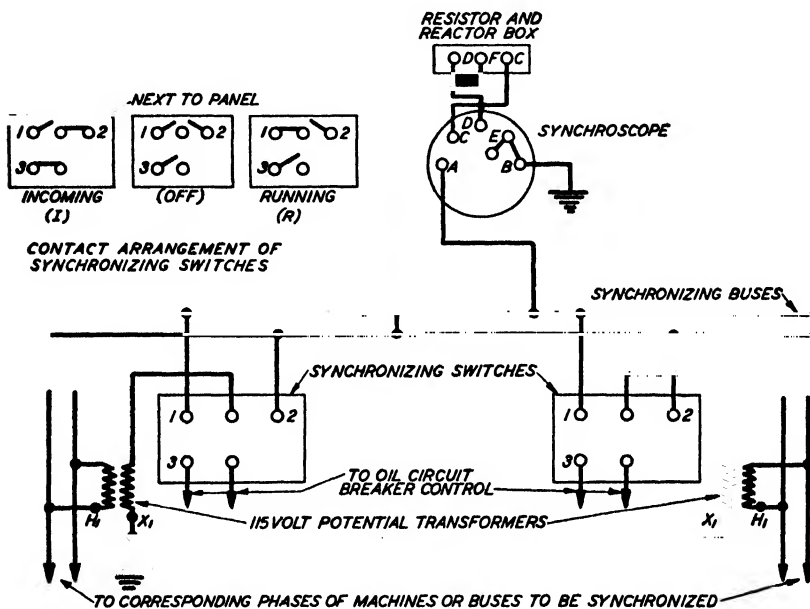 RESISTOR AND
REACTOR BOX
D F C
NEXT TO PANEL
1 2
3
INCOMING
(I)
1 2
3
(OFF)
1 2
3
RUNNING
(R)
CONTACT ARRANGEMENT OF
SYNCHRONIZING SWITCHES
D
C
E
A
B
SYNCHROSCOPE
SYNCHRONIZING BUSES
SYNCHRONIZING SWITCHES
1 2
3
1 2
3
TO OIL CIRCUIT
BREAKER CONTROL
115 VOLT POTENTIAL TRANSFORMERS
H1 X1
X1 H1
TO CORRESPONDING PHASES OF MACHINES OR BUSES TO BE SYNCHRONIZED